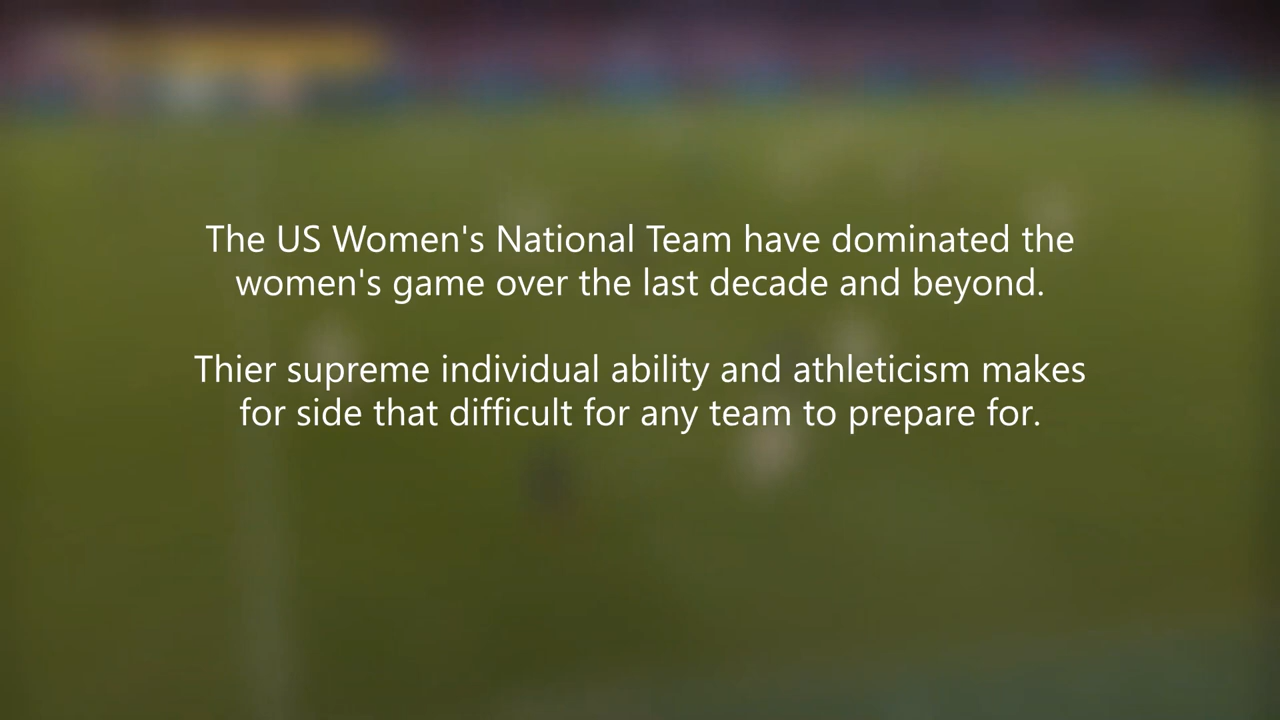 The US Women's National Team have dominated the
women's game over the last decade and beyond.
Thier supreme individual ability and athleticism makes
for side that difficult for any team to prepare for.